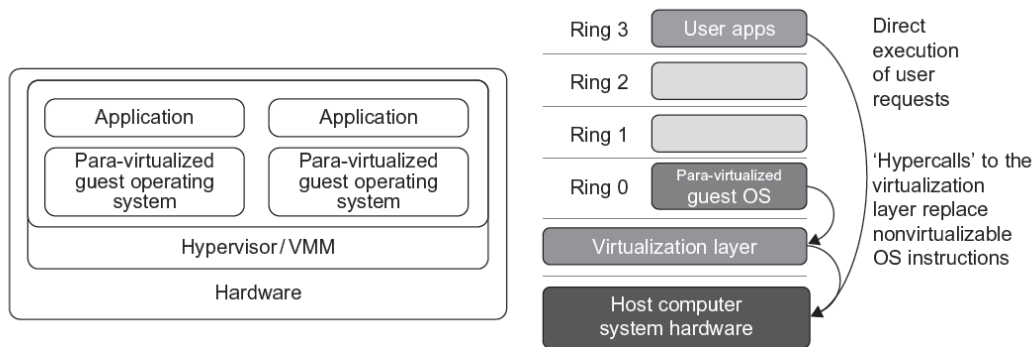 Application
Application
Para-virtualized
guest operating
system
Para-virtualized
guest operating
system
Hypervisor/VMM
Hardware
Ring 3
User apps
Ring 2
Ring 1
Ring 0
Para-virtualized
guest OS
Virtualization layer
Host computer
system hardware
Direct
execution
of user
requests
‘Hypercalls’ to the
virtualization
layer replace
nonvirtualizable
OS instructions